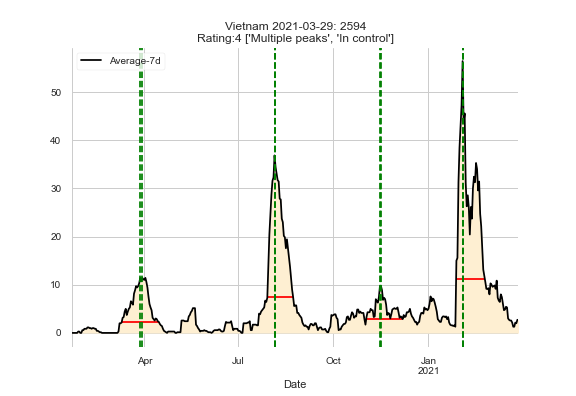 Vietnam 2021-03-29: 2594
Rating:4 ['Multiple peaks', 'In control']
Average-7d
50
40
30
20
10
0
Apr Jul Oct Jan
2021
Date